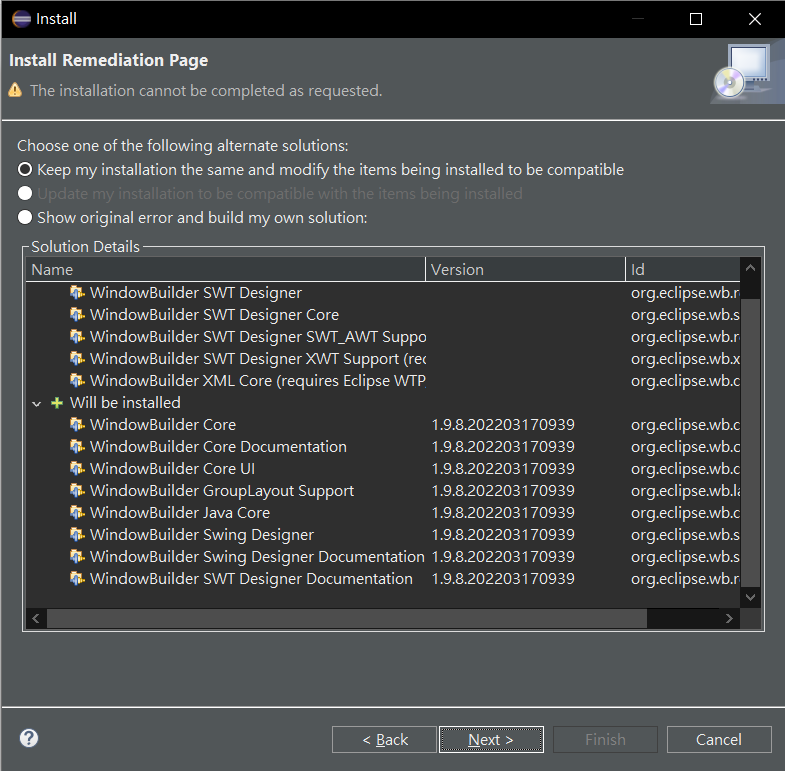 Install
Install Remediation Page
The installation cannot be completed as requested.
Choose one of the following alternate solutions:
Keep my installation the same and modify the items being installed to be compatible
Update my installation to be compatible with the items being installed
Show original error and build my own solution:
Solution Details
Name Version Id
WindowBuilder SWT Designer org.eclipse.wb.r
WindowBuilder SWT Designer Core org.eclipse.wb.s
WindowBuilder SWT Designer SWT_AWT Suppo org.eclipse.wb.r
WindowBuilder SWT Designer XWT Support (rec org.eclipse.wb.x
WindowBuilder XML Core (requires Eclipse WTP, org.eclipse.wb.c
Will be installed
WindowBuilder Core 1.9.8.202203170939 org.eclipse.wb.c
WindowBuilder Core Documentation 1.9.8.202203170939 org.eclipse.wb.c
WindowBuilder Core UI 1.9.8.202203170939 org.eclipse.wb.c
WindowBuilder GroupLayout Support 1.9.8.202203170939 org.eclipse.wb.la
WindowBuilder Java Core 1.9.8.202203170939 org.eclipse.wb.c
WindowBuilder Swing Designer 1.9.8.202203170939 org.eclipse.wb.s
WindowBuilder Swing Designer Documentation 1.9.8.202203170939 org.eclipse.wb.s
WindowBuilder SWT Designer Documentation 1.9.8.202203170939 org.eclipse.wb.r
< Back Next > Finish Cancel